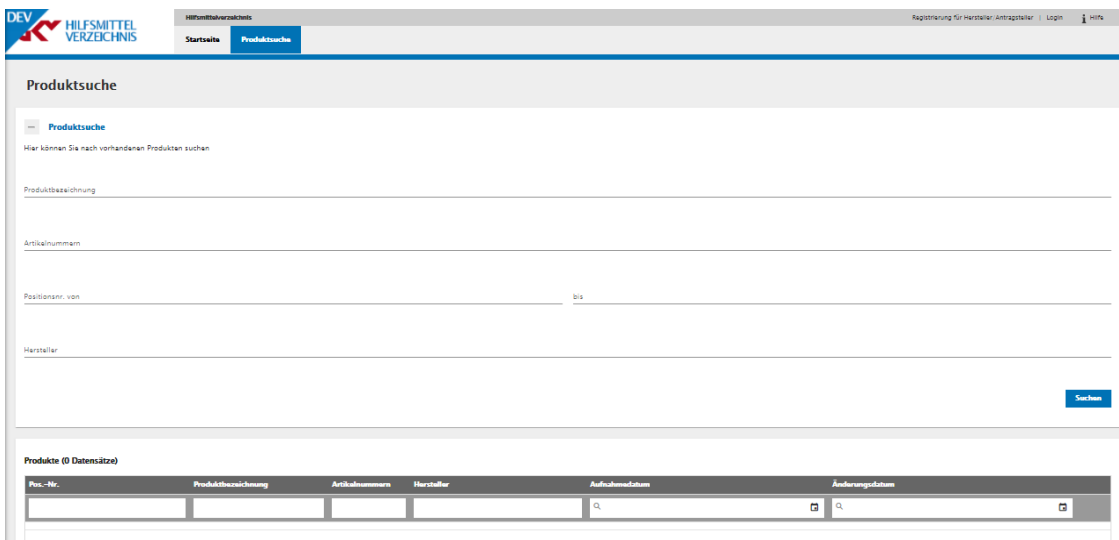 DEV
HILFSMITTEL
VERZEICHNIS
Hilfsmittelverzeichnis
Registrierung für Hersteller/Antragsteller | Login Hilfe
Startseite Produktsuche
Produktsuche
Produktsuche
Hier können Sie nach vorhandenen Produkten suchen
Produktbezeichnung
Artikelnummern
Positionsnr. von bis
Hersteller
Suchen
Produkte (0 Datensätze)
Pos.-Nr. Produktbezeichnung Artikelnummern Hersteller Aufnahmedatum Änderungsdatum